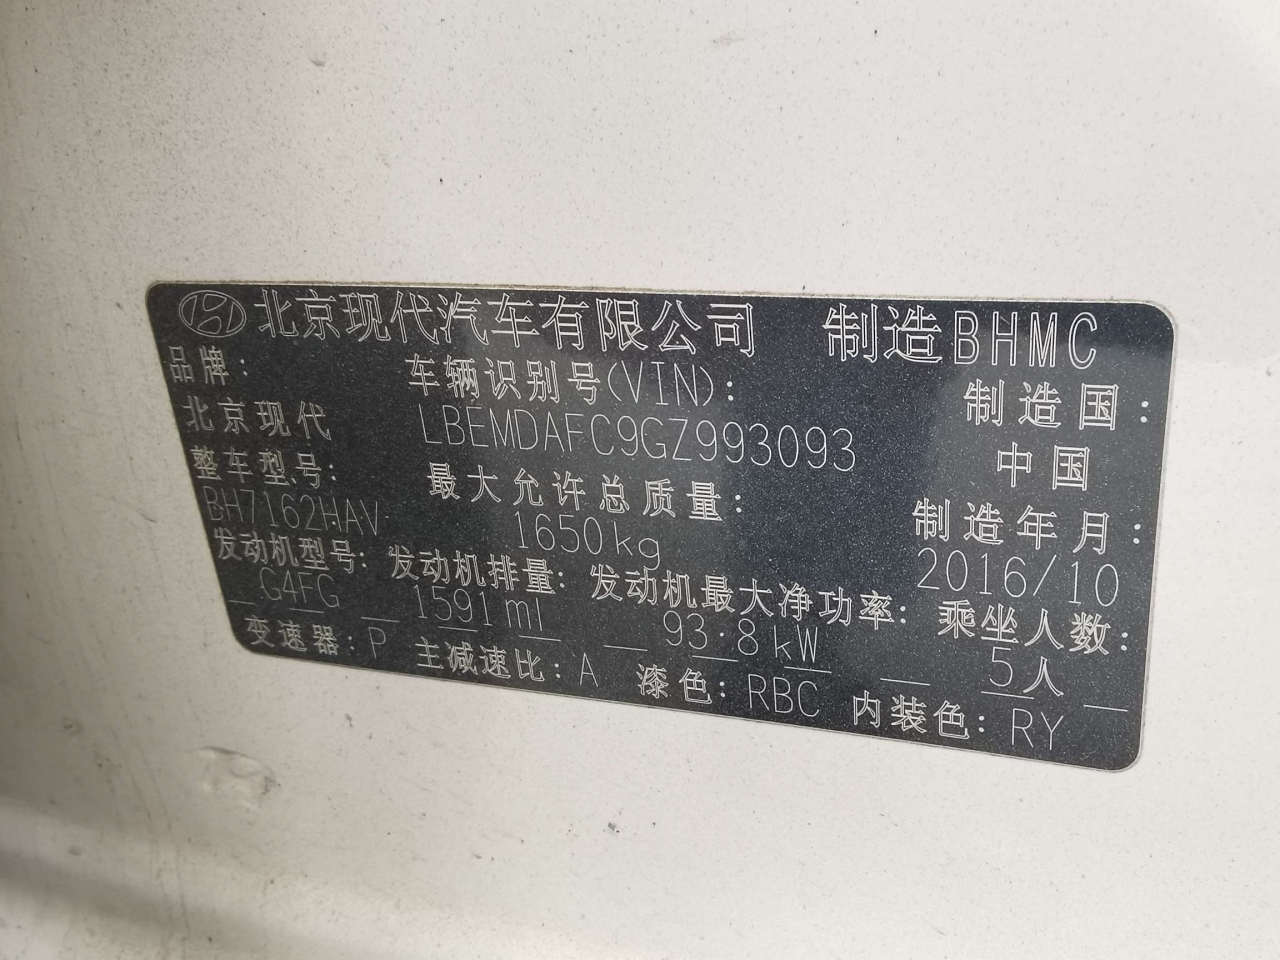 北京现代汽车有限公司 制造BHMC
品牌: 车辆识别号(VIN): 制造国:
北京现代 LBEMDAFC9GZ993093 中国
整车型号: 最大允许总质量: 制造年月:
BH7162HAV 1650kg 2016/10
发动机型号: 发动机排量: 发动机最大净功率: 乘坐人数:
G4FG 1591ml 93.8kW 5人
变速器: P 主减速比: A 漆色: RBC 内装色: RY